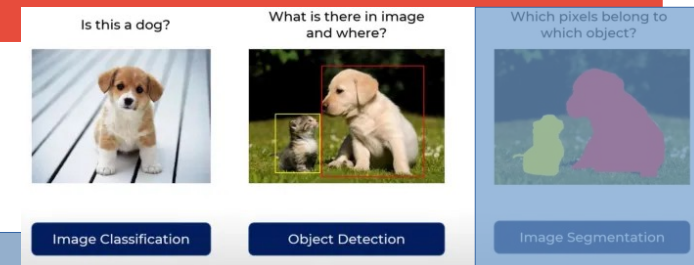 Is this a dog?
What is there in image
and where?
Which pixels belong to
which object?
Image Classification
Object Detection
Image Segmentation